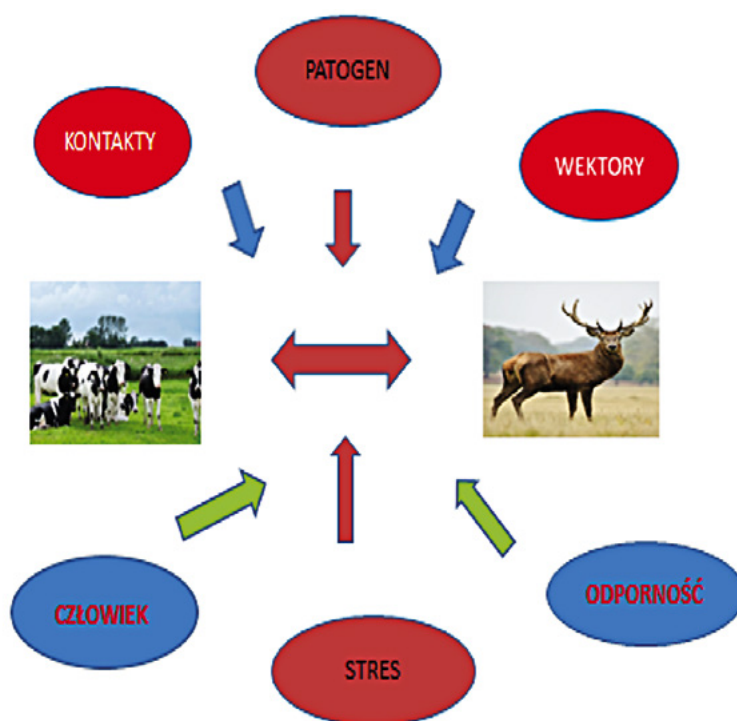 PATOGEN
KONTAKTY
WEKTORY
CZŁOWIEK
ODPORNOŚĆ
STRES